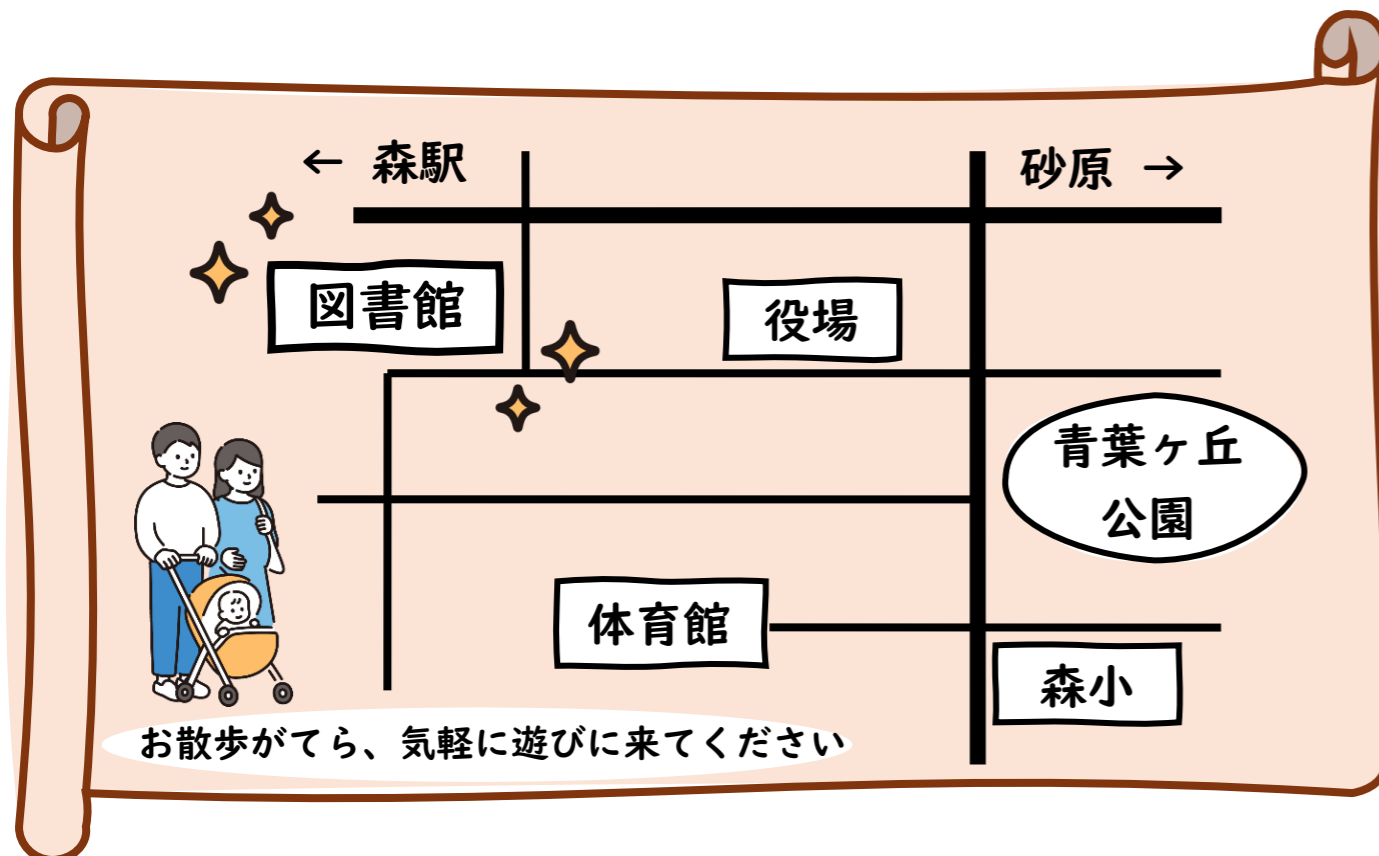 ← 森駅
砂原 →
図書館
役場
青葉ヶ丘
公園
体育館
森小
お散歩がてら、気軽に遊びに来てください